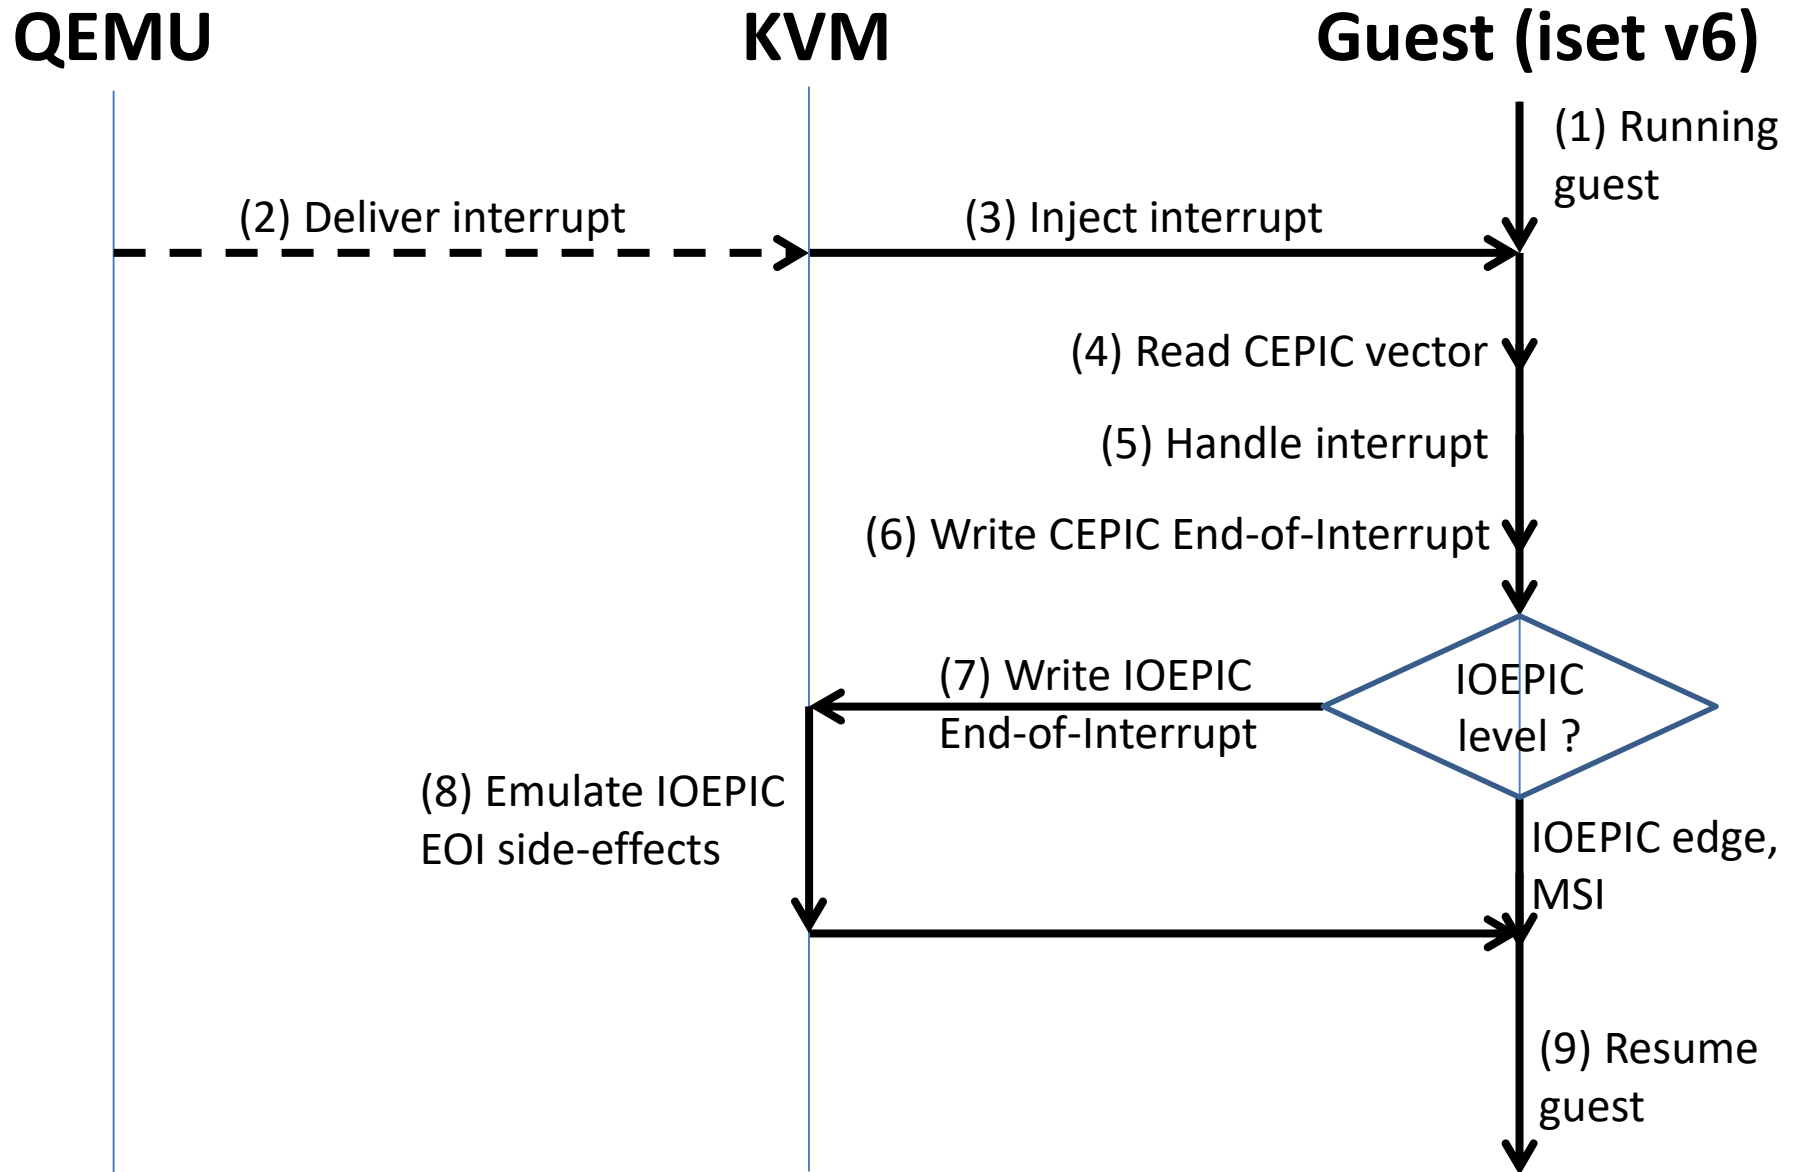 QEMU
KVM
Guest (iset v6)
(1) Running
guest
(2) Deliver interrupt
(3) Inject interrupt
(4) Read CEPIC vector
(5) Handle interrupt
(6) Write CEPIC End-of-Interrupt
(7) Write IOEPIC
End-of-Interrupt
IOEPIC
level ?
(8) Emulate IOEPIC
EOI side-effects
IOEPIC edge,
MSI
(9) Resume
guest